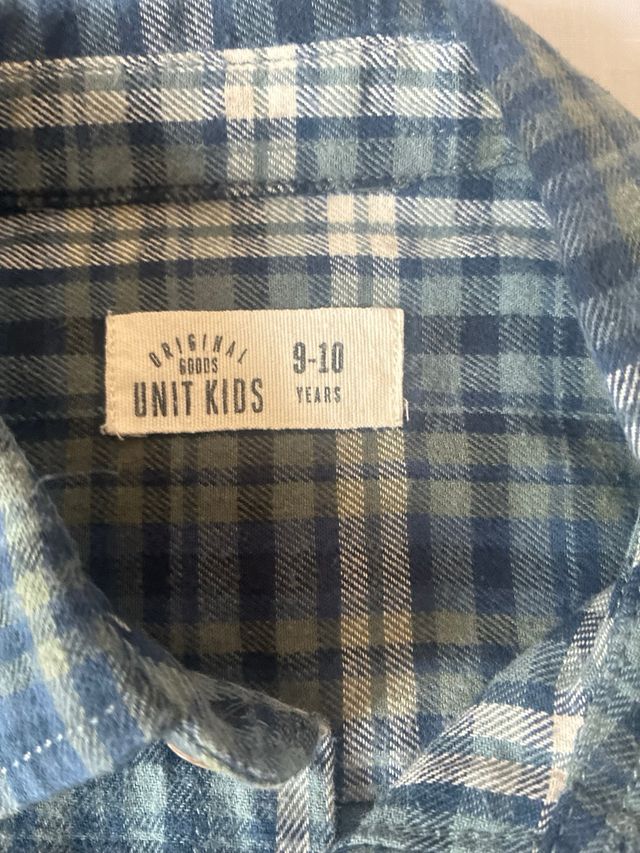 ORIGINAL
GOODS
UNIT KIDS
9-10
YEARS